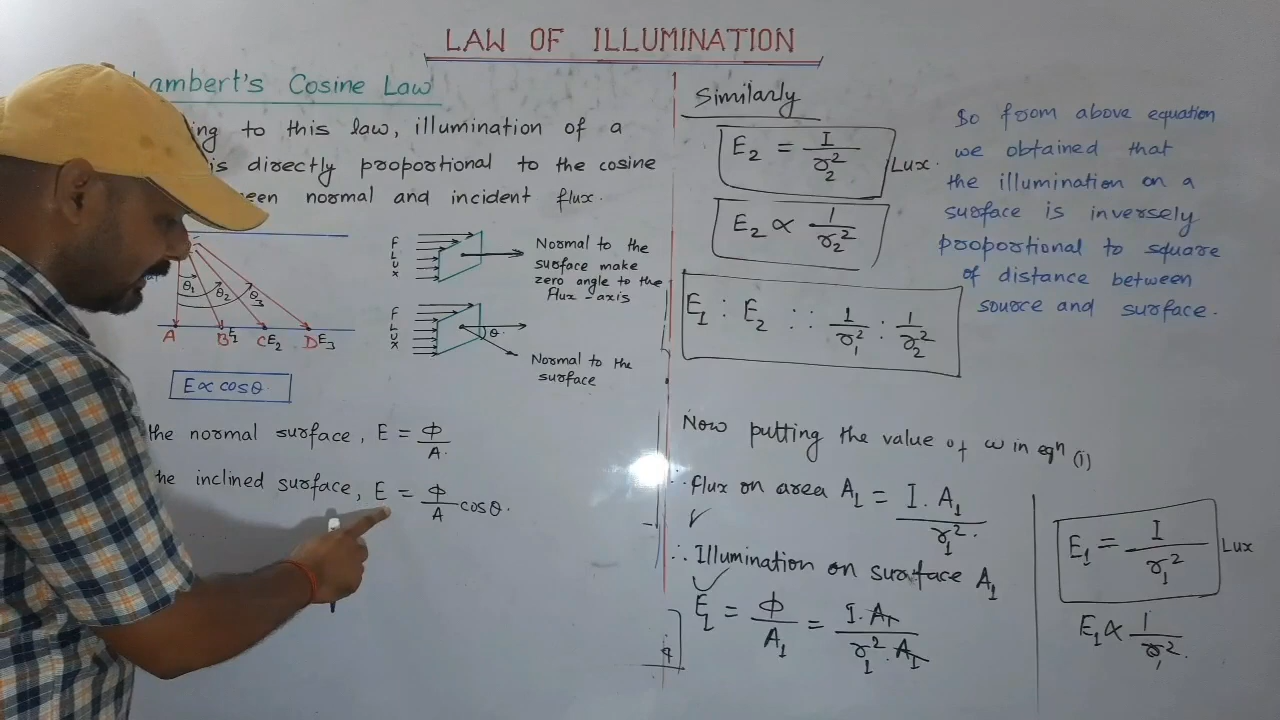 LAW OF ILLUMINATION
ambert's Cosine Law
ing to this law, illumination of a
is directly proportional to the cosine
een normal and incident flux.
θ₁ θ₂ θ₃
A B E₁ C E₂ D E₃
FLUX
Normal to the
surface make
zero angle to the
flux-axis
FLUX
θ
Normal to the
surface
E ∝ cosθ
the normal surface, E = Φ/A.
he inclined surface, E = Φ/A cosθ.
Similarly
E₂ = I/r₂² Lux.
E₂ ∝ 1/r₂²
E₁ : E₂ :: 1/r₁² : 1/r₂²
So from above equation
we obtained that
the illumination on a
surface is inversely
proportional to square
of distance between
source and surface.
Now putting the value of ω in eqⁿ (1)
∴ flux on area A₁ = I.A₁/r₁².
∴ Illumination on surface A₁
E₁ = Φ/A₁ = I.A₁/r₁².A₁
E₁ = I/r₁² Lux
E₁ ∝ 1/r₁².